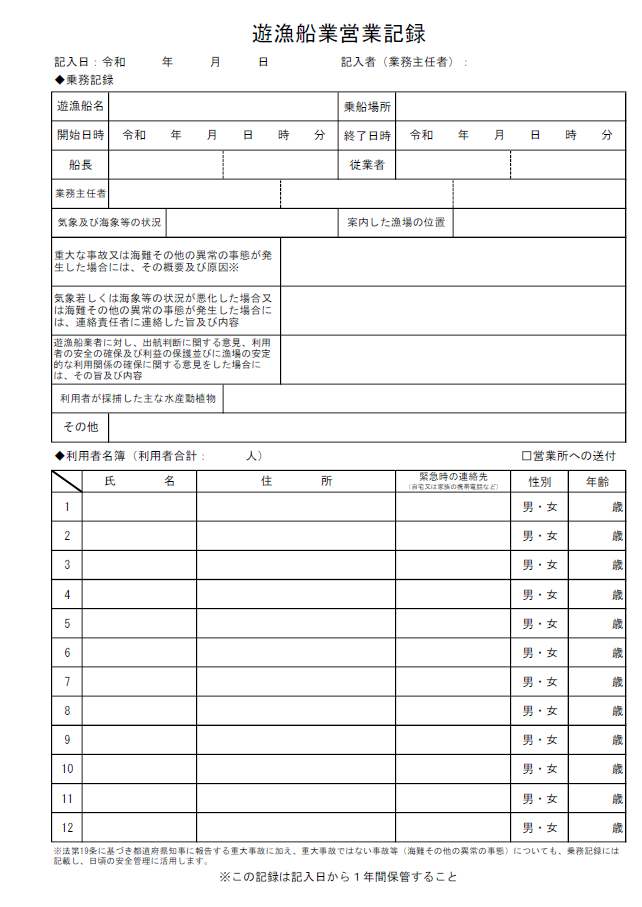 遊漁船業営業記録
記入日：令和　年　月　日　記入者（業務主任者）：
◆乗務記録
遊漁船名　乗船場所
開始日時　令和　年　月　日　時　分　終了日時　令和　年　月　日　時　分
船長　従業者
業務主任者
気象及び海象等の状況　案内した漁場の位置
重大な事故又は海難その他の異常の事態が発
生した場合には、その概要及び原因※
気象若しくは海象等の状況が悪化した場合又
は海難その他の異常の事態が発生した場合に
は、連絡責任者に連絡した旨及び内容
遊漁船業者に対し、出航判断に関する意見、利用
者の安全の確保及び利益の保護並びに漁場の安定
的な利用関係の確保に関する意見をした場合に
は、その旨及び内容
利用者が採捕した主な水産動植物
その他
◆利用者名簿（利用者合計：　人）　□営業所への送付
氏　名　住　所　緊急時の連絡先　性別　年齢
（自宅又は家族の携帯電話など）
1　男・女　歳
2　男・女　歳
3　男・女　歳
4　男・女　歳
5　男・女　歳
6　男・女　歳
7　男・女　歳
8　男・女　歳
9　男・女　歳
10　男・女　歳
11　男・女　歳
12　男・女　歳
※法第19条に基づき都道府県知事に報告する重大事故に加え、重大事故ではない事故等（海難その他の異常の事態）についても、乗務記録には
記載し、日頃の安全管理に活用します。
※この記録は記入日から１年間保管すること